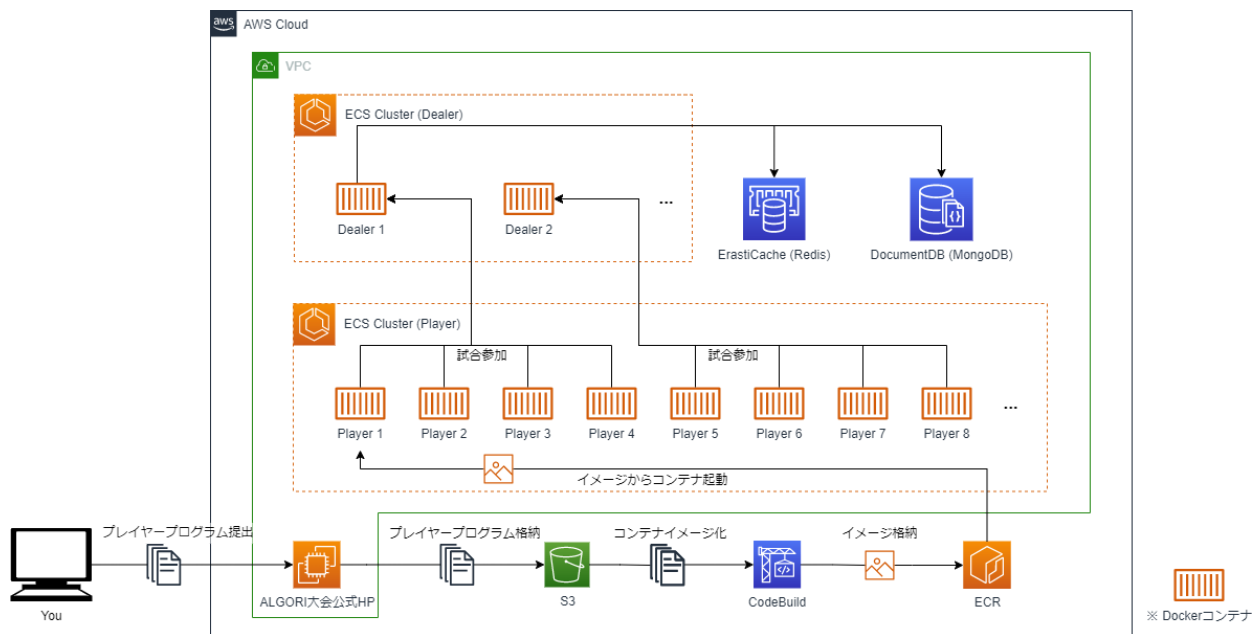 aws
AWS Cloud
VPC
ECS Cluster (Dealer)
Dealer 1
Dealer 2
...
ErastiCache (Redis)
DocumentDB (MongoDB)
ECS Cluster (Player)
試合参加
試合参加
Player 1
Player 2
Player 3
Player 4
Player 5
Player 6
Player 7
Player 8
...
イメージからコンテナ起動
プレイヤープログラム提出
プレイヤープログラム格納
コンテナイメージ化
イメージ格納
You
ALGORI大会公式HP
S3
CodeBuild
ECR
※ Dockerコンテナ